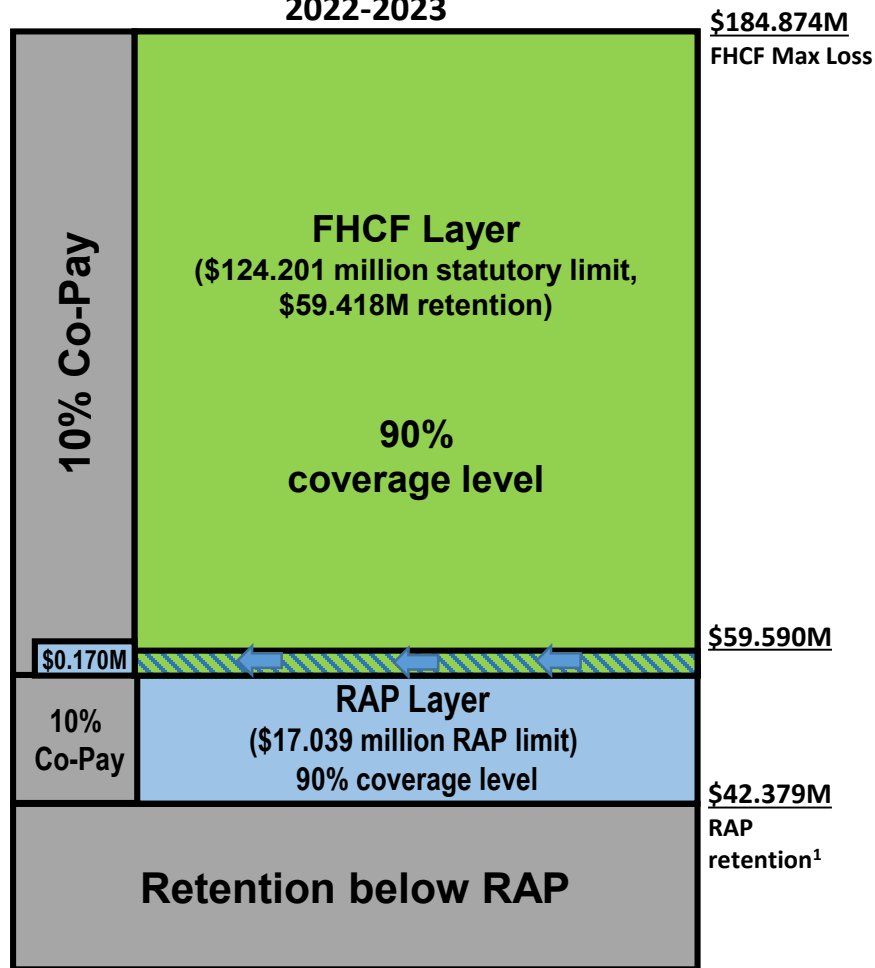 2022-2023
$184.874M
FHCF Max Loss
10% Co-Pay
FHCF Layer
($124.201 million statutory limit,
$59.418M retention)
90%
coverage level
$59.590M
$0.170M
10%
Co-Pay
RAP Layer
($17.039 million RAP limit)
90% coverage level
$42.379M
RAP
retention¹
Retention below RAP